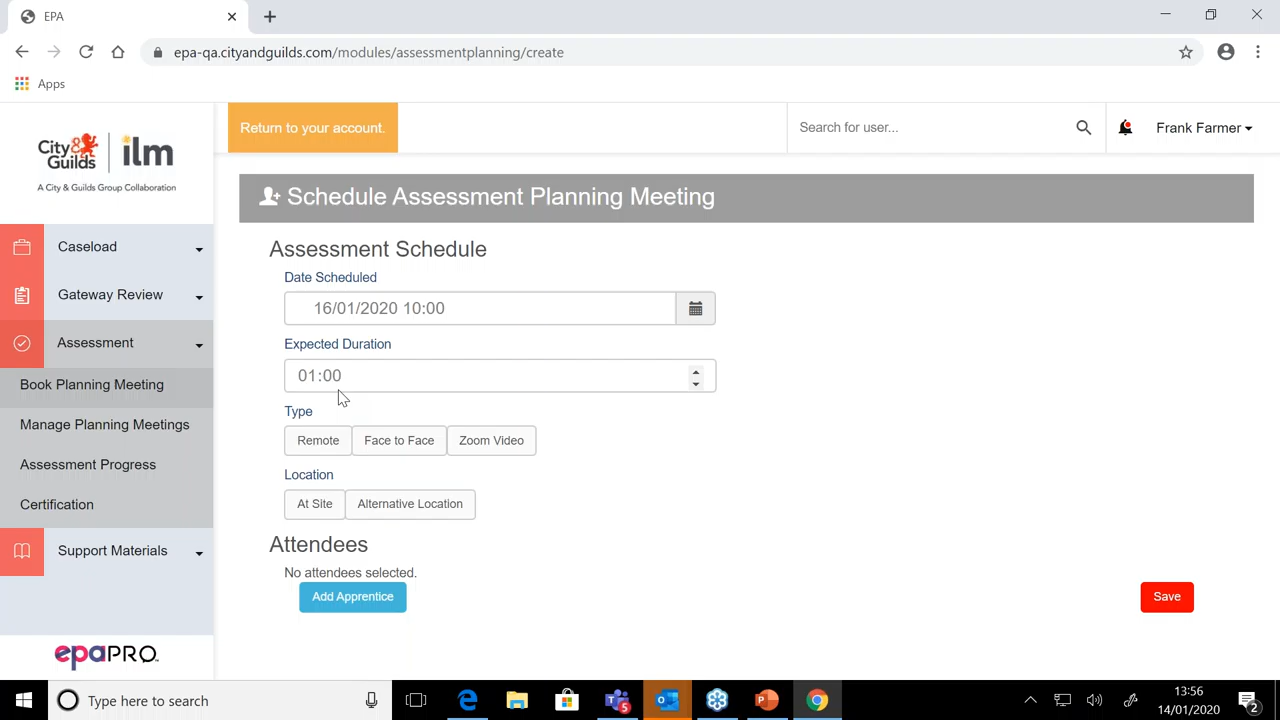 EPA
epa-qa.cityandguilds.com/modules/assessmentplanning/create
Apps
City& Guilds ilm
A City & Guilds Group Collaboration
Return to your account.
Search for user...
Frank Farmer
Schedule Assessment Planning Meeting
Caseload
Gateway Review
Assessment
Book Planning Meeting
Manage Planning Meetings
Assessment Progress
Certification
Support Materials
epaPRO
Assessment Schedule
Date Scheduled
16/01/2020 10:00
Expected Duration
01:00
Type
Remote Face to Face Zoom Video
Location
At Site Alternative Location
Attendees
No attendees selected.
Add Apprentice
Save
Type here to search
5
13:56
14/01/2020
2